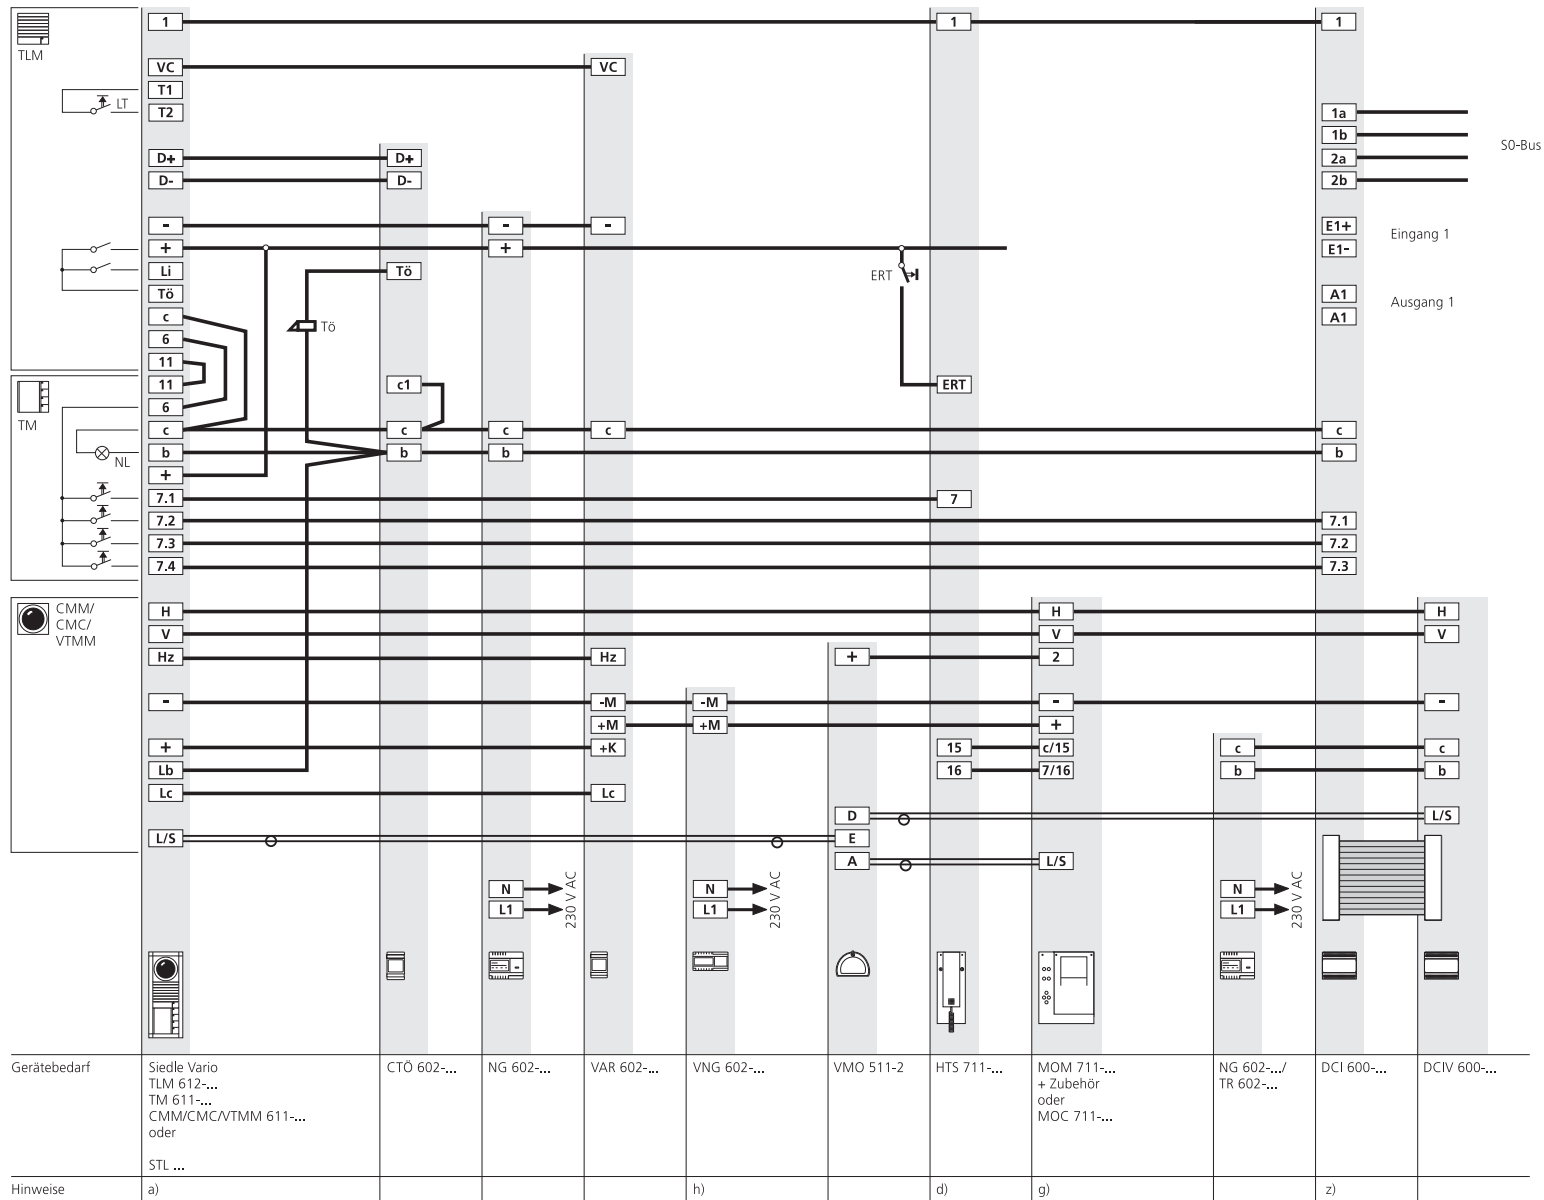 1 1 1
TLM
VC VC
T1
LT
T2 1a
1b
S0-Bus
D+ D+ 2a
D- D- 2b
- - - E1+
Eingang 1
+ + E1-
Li Tö ERT
Tö A1
Ausgang 1
c A1
Tö
6
11
11 c1 ERT
6
TM
c c c c c
b b b b
NL
+
7.1 7
7.2 7.1
7.3 7.2
7.4 7.3
CMM/
CMC/
VTMM
H H H
V V V
Hz Hz + 2
- -M -M - -
+M +M +
+ +K 15 c/15 c c
Lb 16 7/16 b b
Lc Lc
D L/S
L/S E
A L/S
N N N
230 V AC 230 V AC 230 V AC
L1 L1 L1
Gerätebedarf
Siedle Vario
TLM 612-...
TM 611-...
CMM/CMC/VTMM 611-...
oder
STL ...
CTÖ 602-...
NG 602-...
VAR 602-...
VNG 602-...
VMO 511-2
HTS 711-...
MOM 711-...
+ Zubehör
oder
MOC 711-...
NG 602-.../
TR 602-...
DCI 600-...
DCIV 600-...
Hinweise a) h) d) g) z)